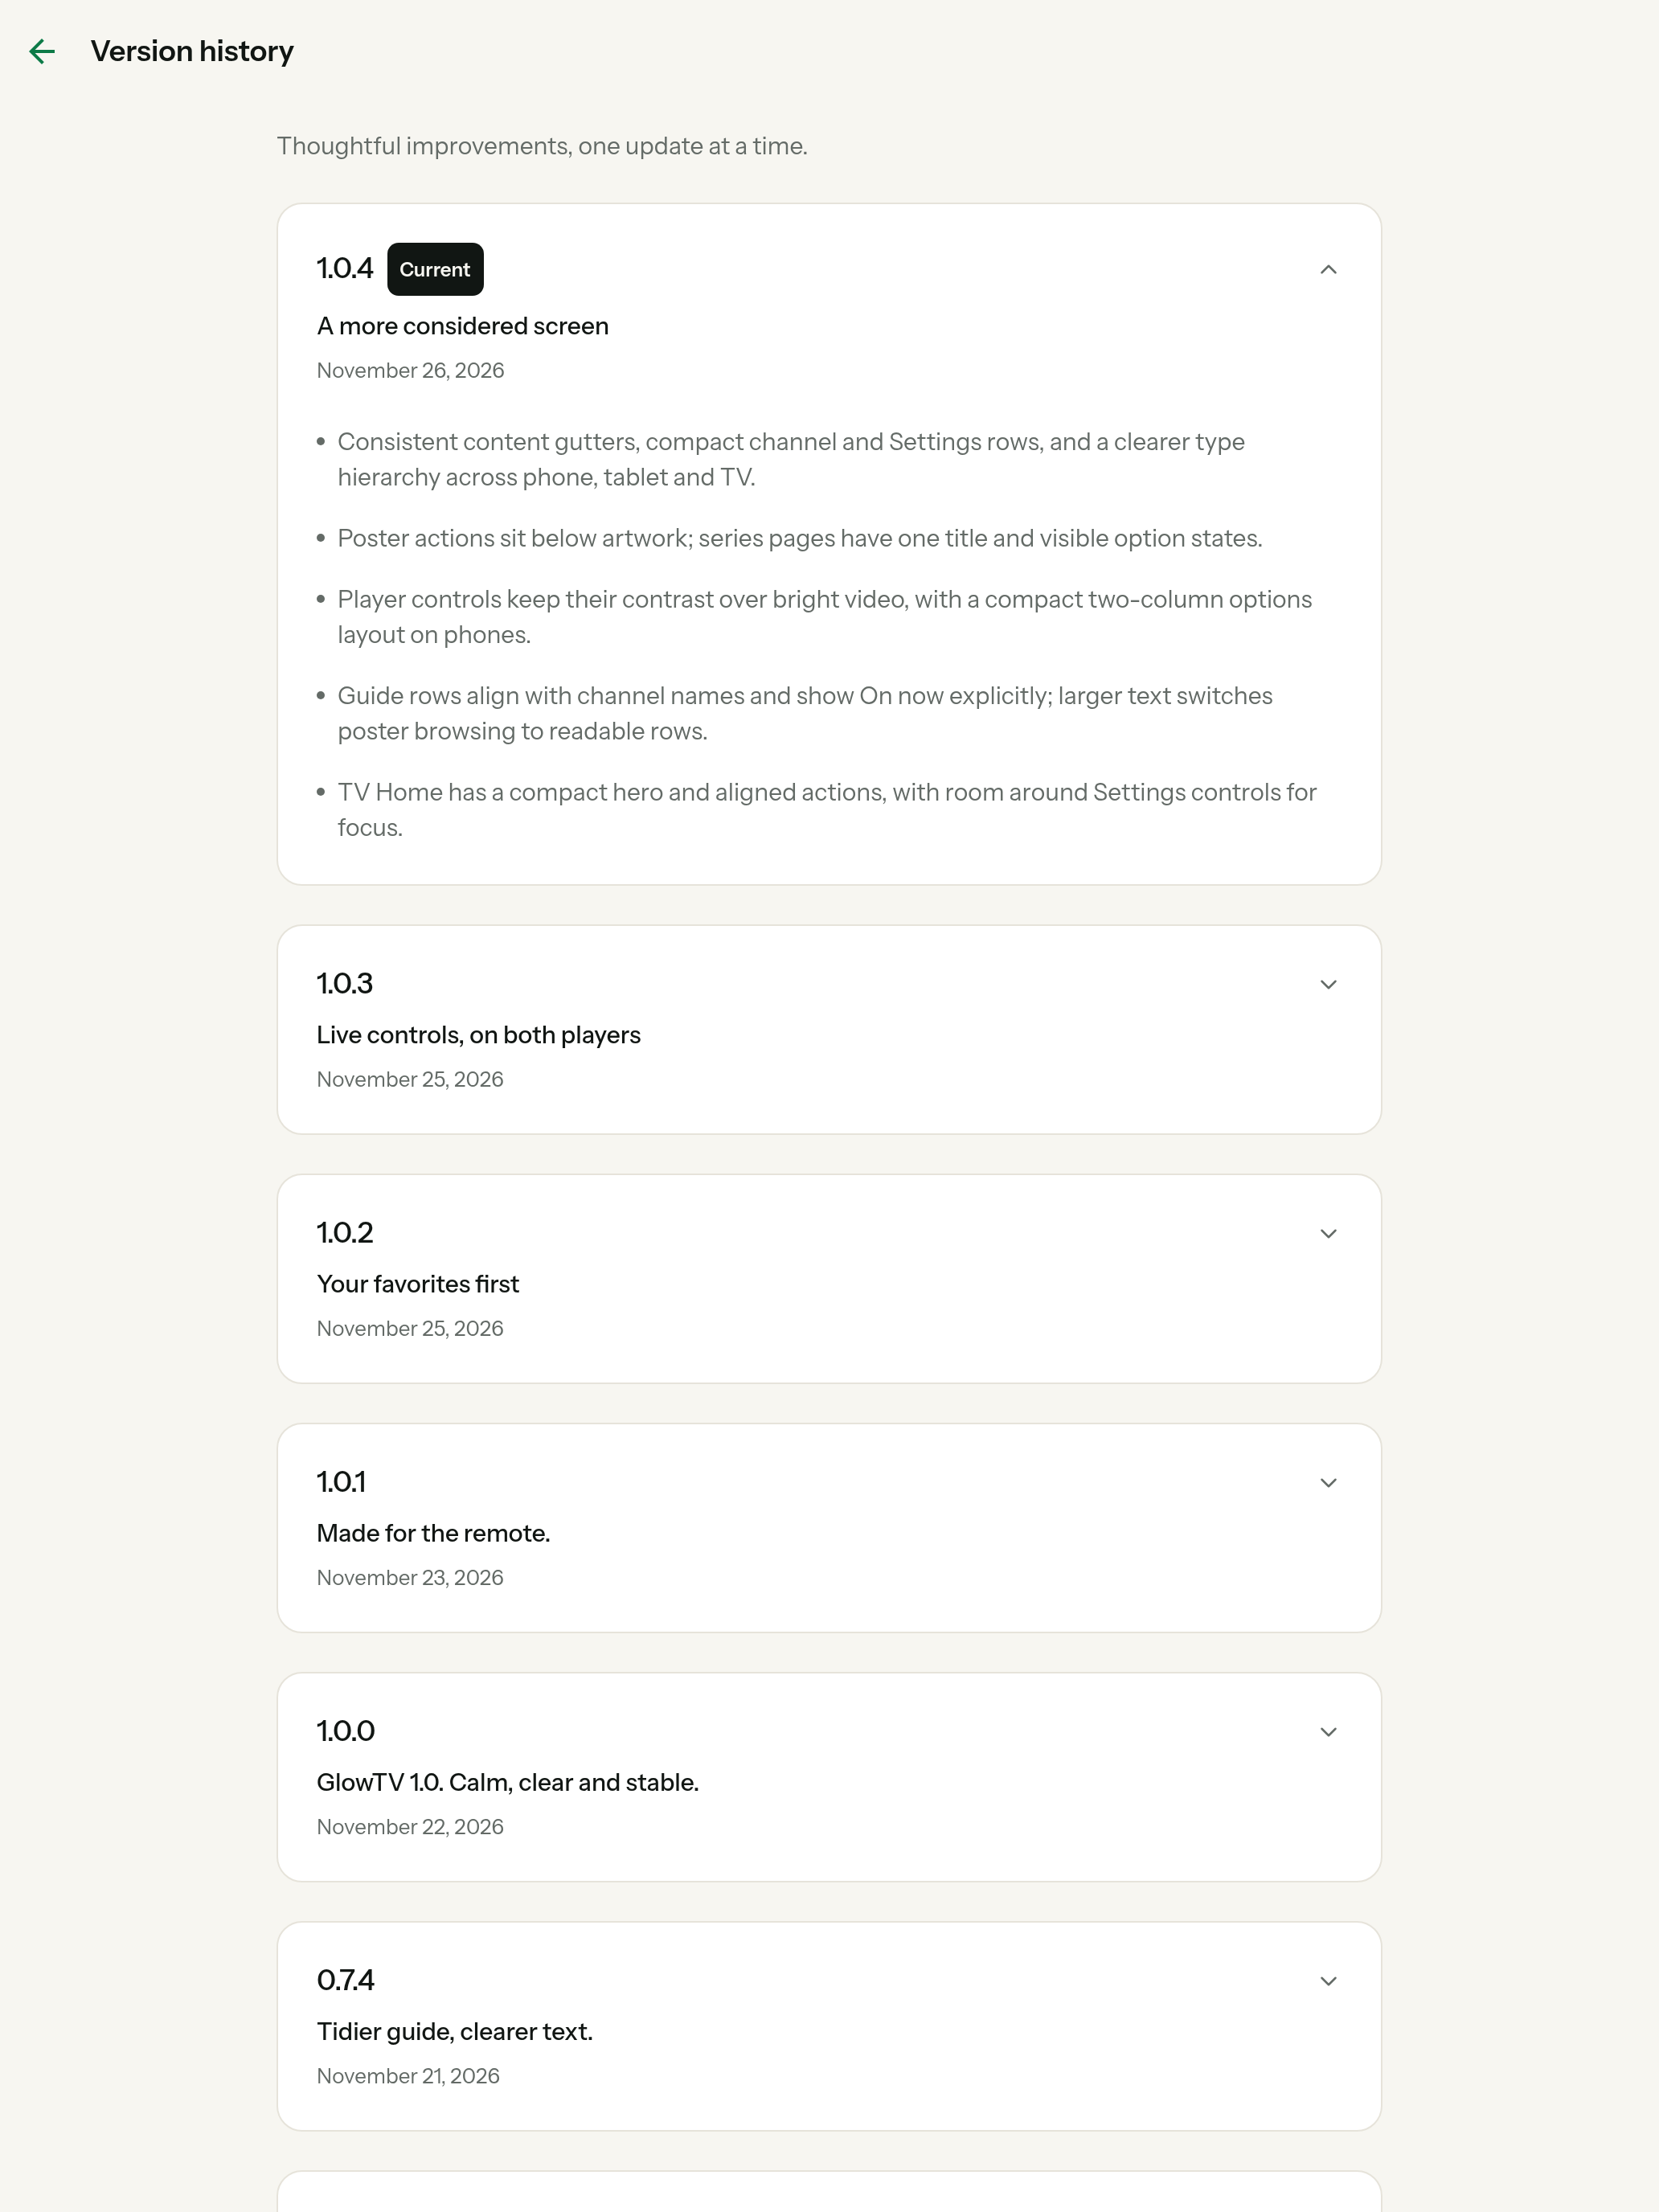 Version history
Thoughtful improvements, one update at a time.
1.0.4 Current
A more considered screen
November 26, 2026
• Consistent content gutters, compact channel and Settings rows, and a clearer type
hierarchy across phone, tablet and TV.
• Poster actions sit below artwork; series pages have one title and visible option states.
• Player controls keep their contrast over bright video, with a compact two-column options
layout on phones.
• Guide rows align with channel names and show On now explicitly; larger text switches
poster browsing to readable rows.
• TV Home has a compact hero and aligned actions, with room around Settings controls for
focus.
1.0.3
Live controls, on both players
November 25, 2026
1.0.2
Your favorites first
November 25, 2026
1.0.1
Made for the remote.
November 23, 2026
1.0.0
GlowTV 1.0. Calm, clear and stable.
November 22, 2026
0.7.4
Tidier guide, clearer text.
November 21, 2026